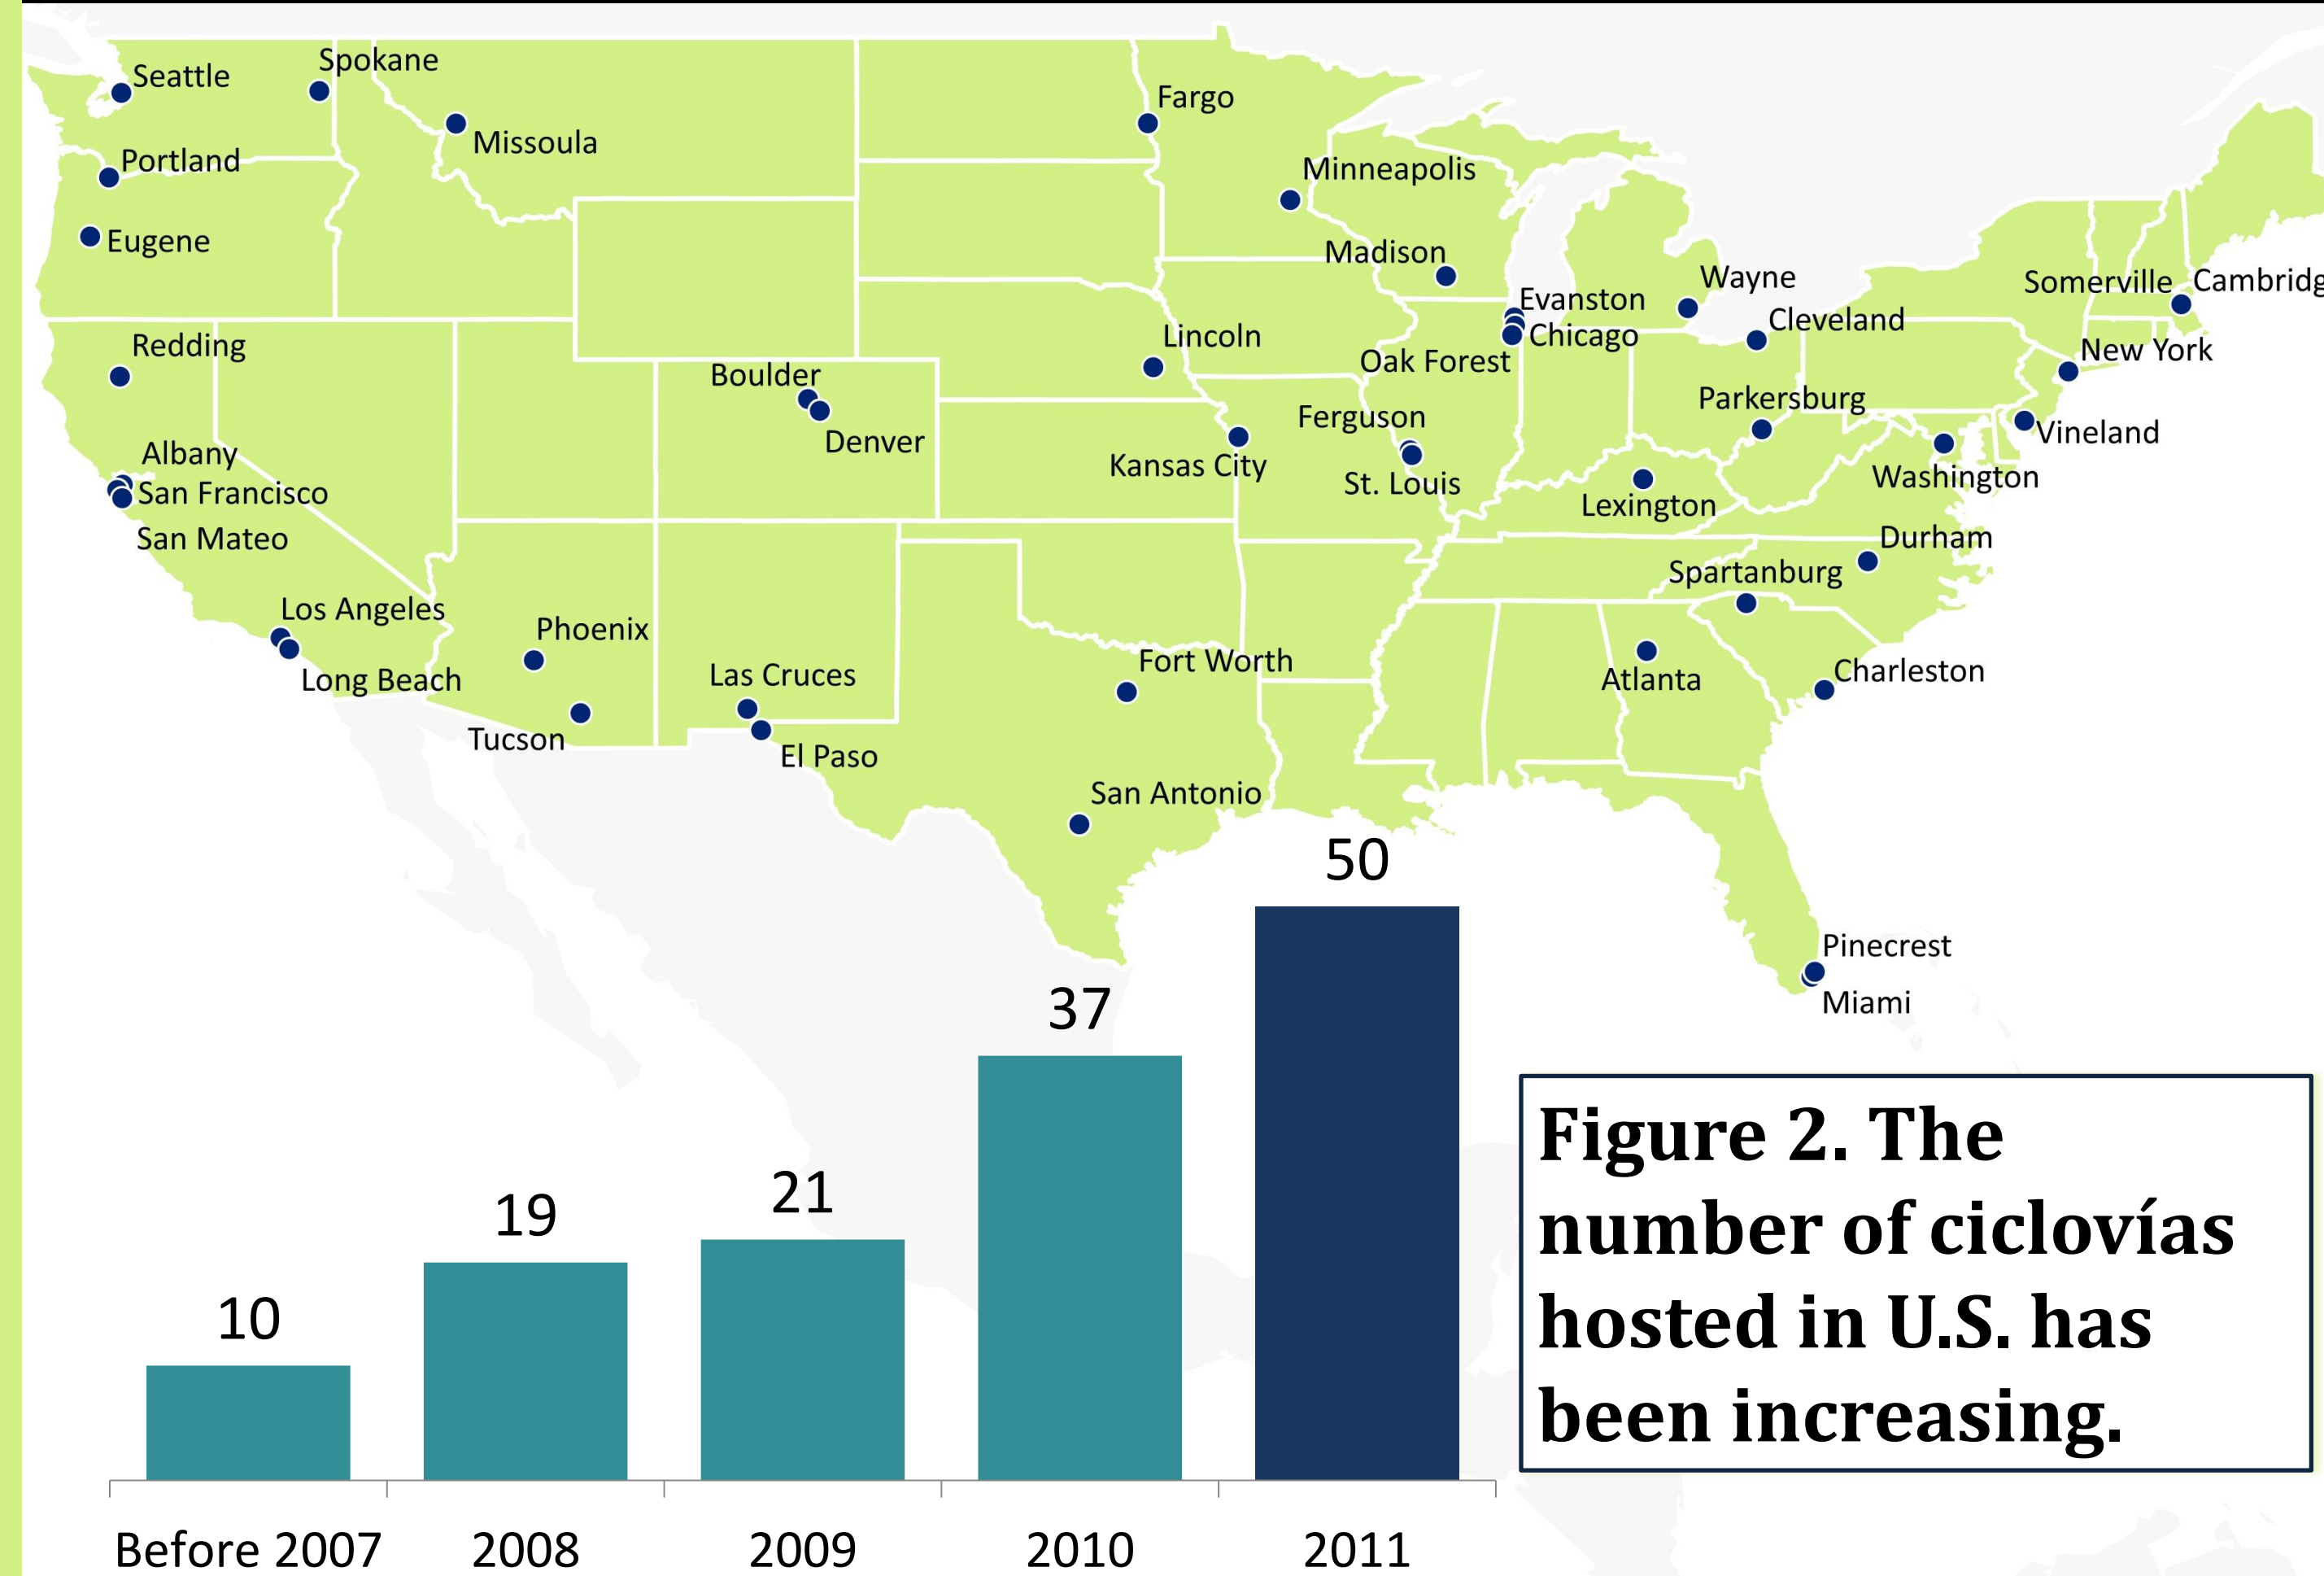 Spokane
Seattle
Fargo
Missoula
Portland
Minneapolis
Eugene
Madison
Wayne
Somerville
Cambridg
Evanston
Cleveland
Redding
Lincoln
Chicago
New York
Oak Forest
Boulder
Parkersburg
Ferguson
Vineland
Denver
Albany
Kansas City
Washington
St. Louis
San Francisco
Lexington
San Mateo
Durham
Spartanburg
Los Angeles
Phoenix
Fort Worth
Las Cruces
Charleston
Long Beach
Atlanta
Tucson
El Paso
San Antonio
Pinecrest
Miami
50
37
21
19
10
Before 2007
2008
2009
2010
2011
Figure 2. The
number of ciclovías
hosted in U.S. has
been increasing.